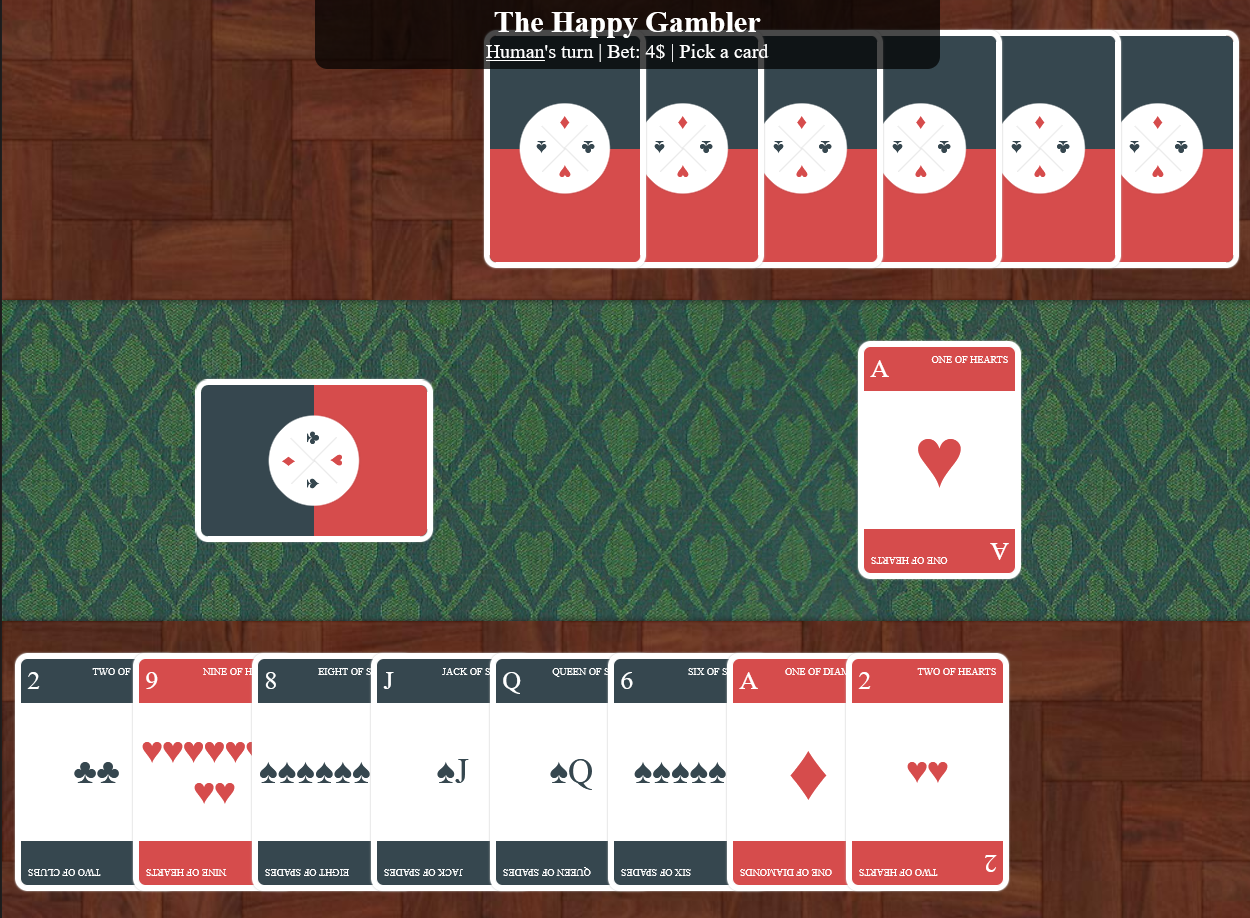 The Happy Gambler
Human's turn | Bet: 4$ | Pick a card
A ONE OF HEARTS
A ONE OF HEARTS
2 TWO OF
TWO OF CLUBS
9 NINE OF H
NINE OF HEARTS
8 EIGHT OF S
EIGHT OF SPADES
J JACK OF S
♠J
JACK OF SPADES
Q QUEEN OF S
♠Q
QUEEN OF SPADES
6 SIX OF S
SIX OF SPADES
A ONE OF DIAM
ONE OF DIAMONDS
2 TWO OF HEARTS
2 TWO OF HEARTS